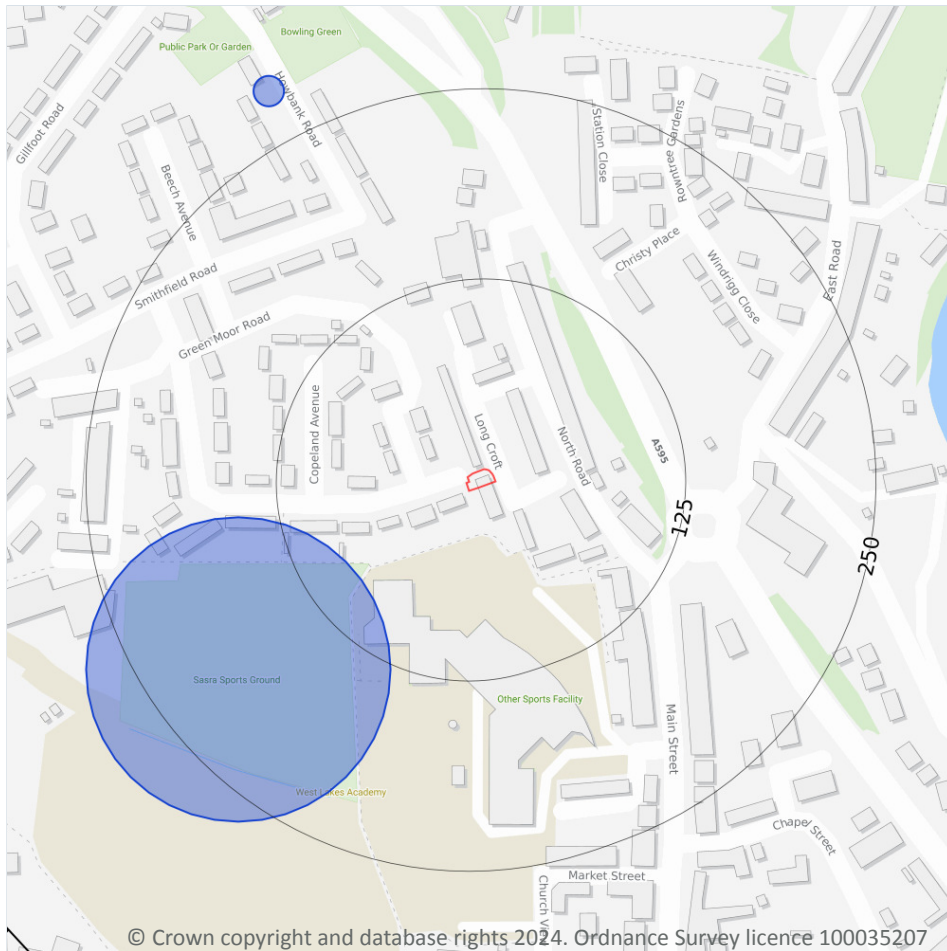 Bowling Green
Public Park Or Garden
Howbank Road
Gillfoot Road
Station Close
Rowntree Gardens
Beech Avenue
Christy Place
Windrigg Close
East Road
Smithfield Road
Green Moor Road
Copeland Avenue
Long Croft
North Road
A595
125
250
Sasra Sports Ground
Other Sports Facility
Main Street
West Lakes Academy
Chapel Street
Market Street
Church View
© Crown copyright and database rights 2024. Ordnance Survey licence 100035207